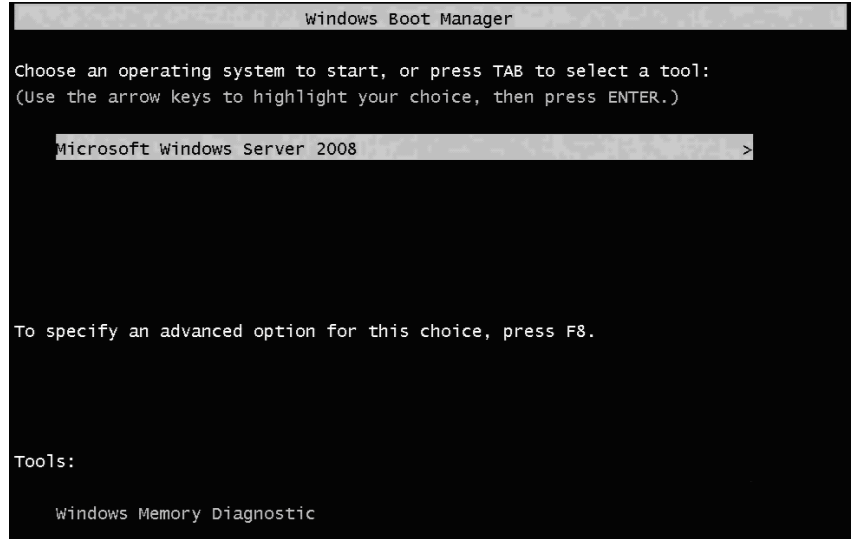 Windows Boot Manager
Choose an operating system to start, or press TAB to select a tool:
(Use the arrow keys to highlight your choice, then press ENTER.)
Microsoft Windows Server 2008 >
To specify an advanced option for this choice, press F8.
Tools:
Windows Memory Diagnostic